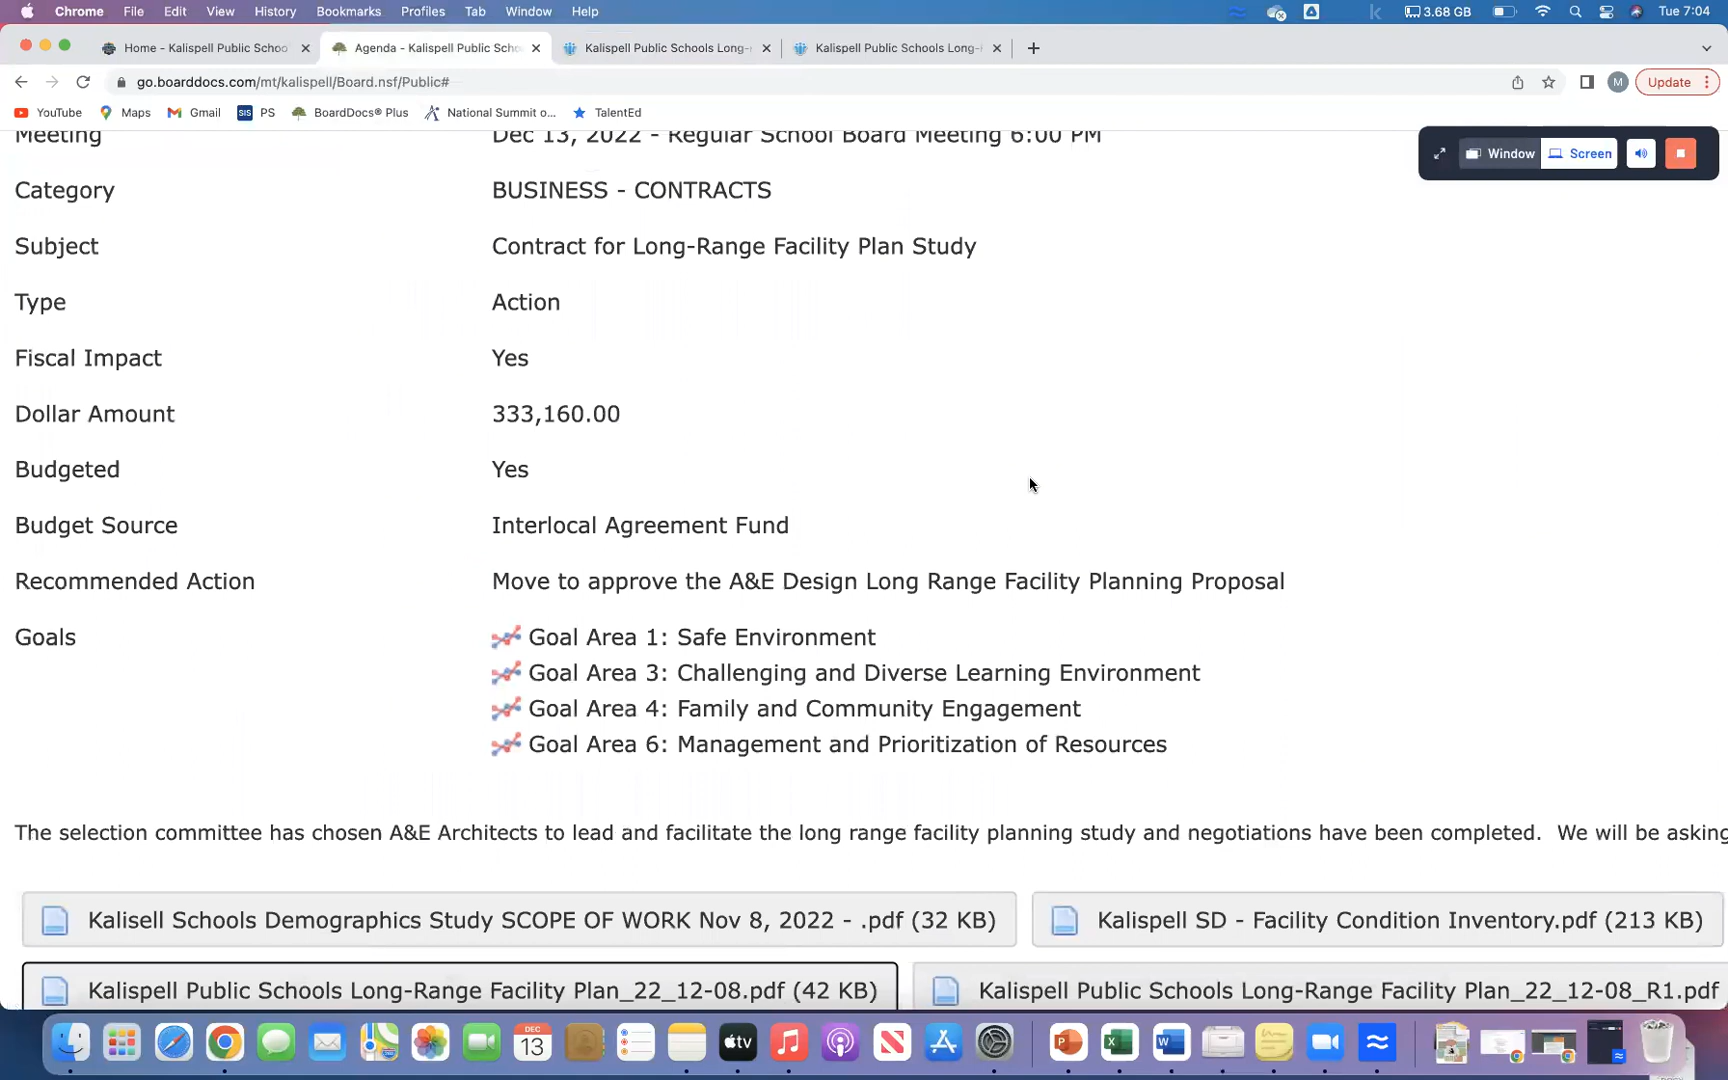 Chrome File Edit View History Bookmarks Profiles Tab Window Help 3.68 GB Tue 7:04
Home - Kalispell Public Schoo Agenda - Kalispell Public Scho Kalispell Public Schools Long- Kalispell Public Schools Long-
go.boarddocs.com/mt/kalispell/Board.nsf/Public# M Update
YouTube Maps Gmail SIS PS BoardDocs® Plus National Summit o... TalentEd
Meeting Dec 13, 2022 - Regular School Board Meeting 6:00 PM
Window Screen
Category BUSINESS - CONTRACTS
Subject Contract for Long-Range Facility Plan Study
Type Action
Fiscal Impact Yes
Dollar Amount 333,160.00
Budgeted Yes
Budget Source Interlocal Agreement Fund
Recommended Action Move to approve the A&E Design Long Range Facility Planning Proposal
Goals Goal Area 1: Safe Environment
Goal Area 3: Challenging and Diverse Learning Environment
Goal Area 4: Family and Community Engagement
Goal Area 6: Management and Prioritization of Resources
The selection committee has chosen A&E Architects to lead and facilitate the long range facility planning study and negotiations have been completed. We will be asking
Kalisell Schools Demographics Study SCOPE OF WORK Nov 8, 2022 - .pdf (32 KB) Kalispell SD - Facility Condition Inventory.pdf (213 KB)
Kalispell Public Schools Long-Range Facility Plan_22_12-08.pdf (42 KB) Kalispell Public Schools Long-Range Facility Plan_22_12-08_R1.pdf
DEC
13
tv